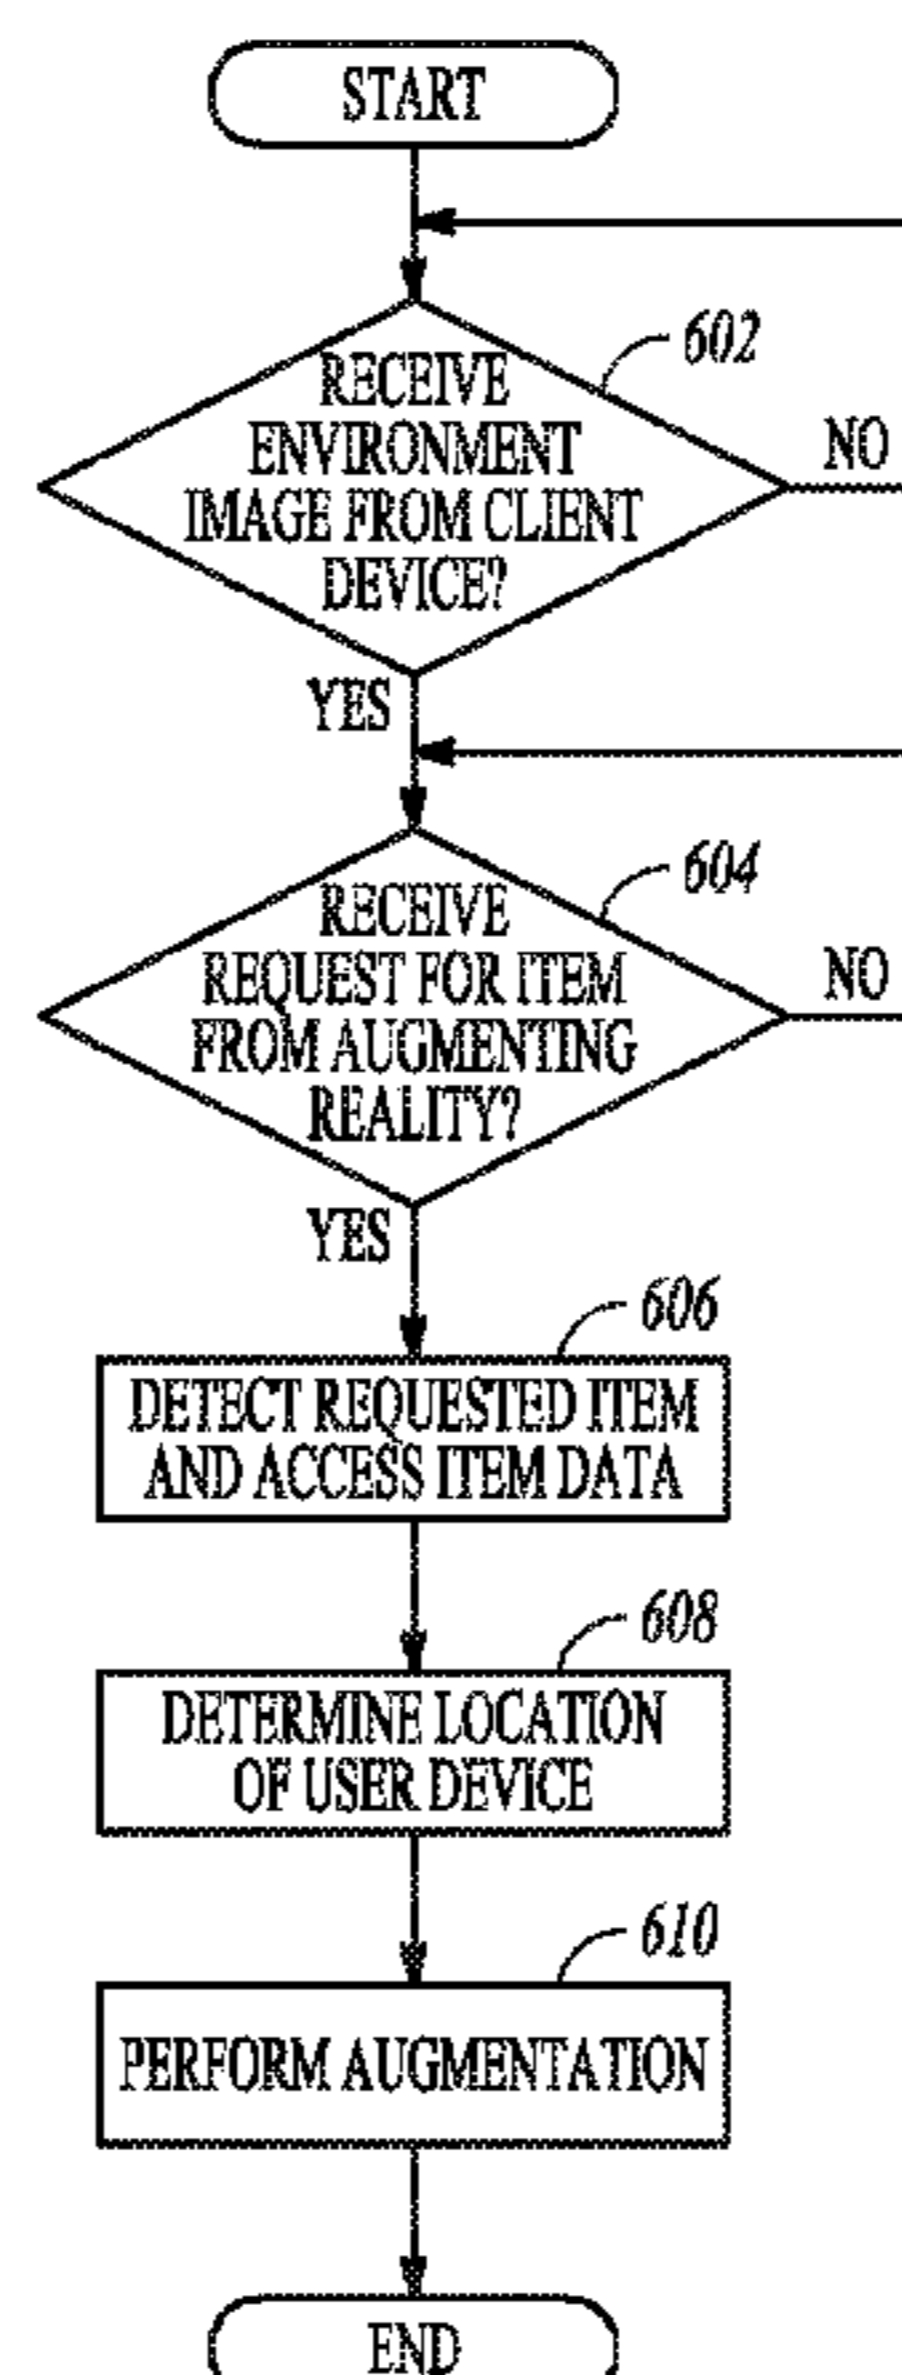 START
602
RECEIVE
ENVIRONMENT
IMAGE FROM CLIENT
DEVICE?
NO
YES
604
RECEIVE
REQUEST FOR ITEM
FROM AUGMENTING
REALITY?
NO
YES
606
DETECT REQUESTED ITEM
AND ACCESS ITEM DATA
608
DETERMINE LOCATION
OF USER DEVICE
610
PERFORM AUGMENTATION
END